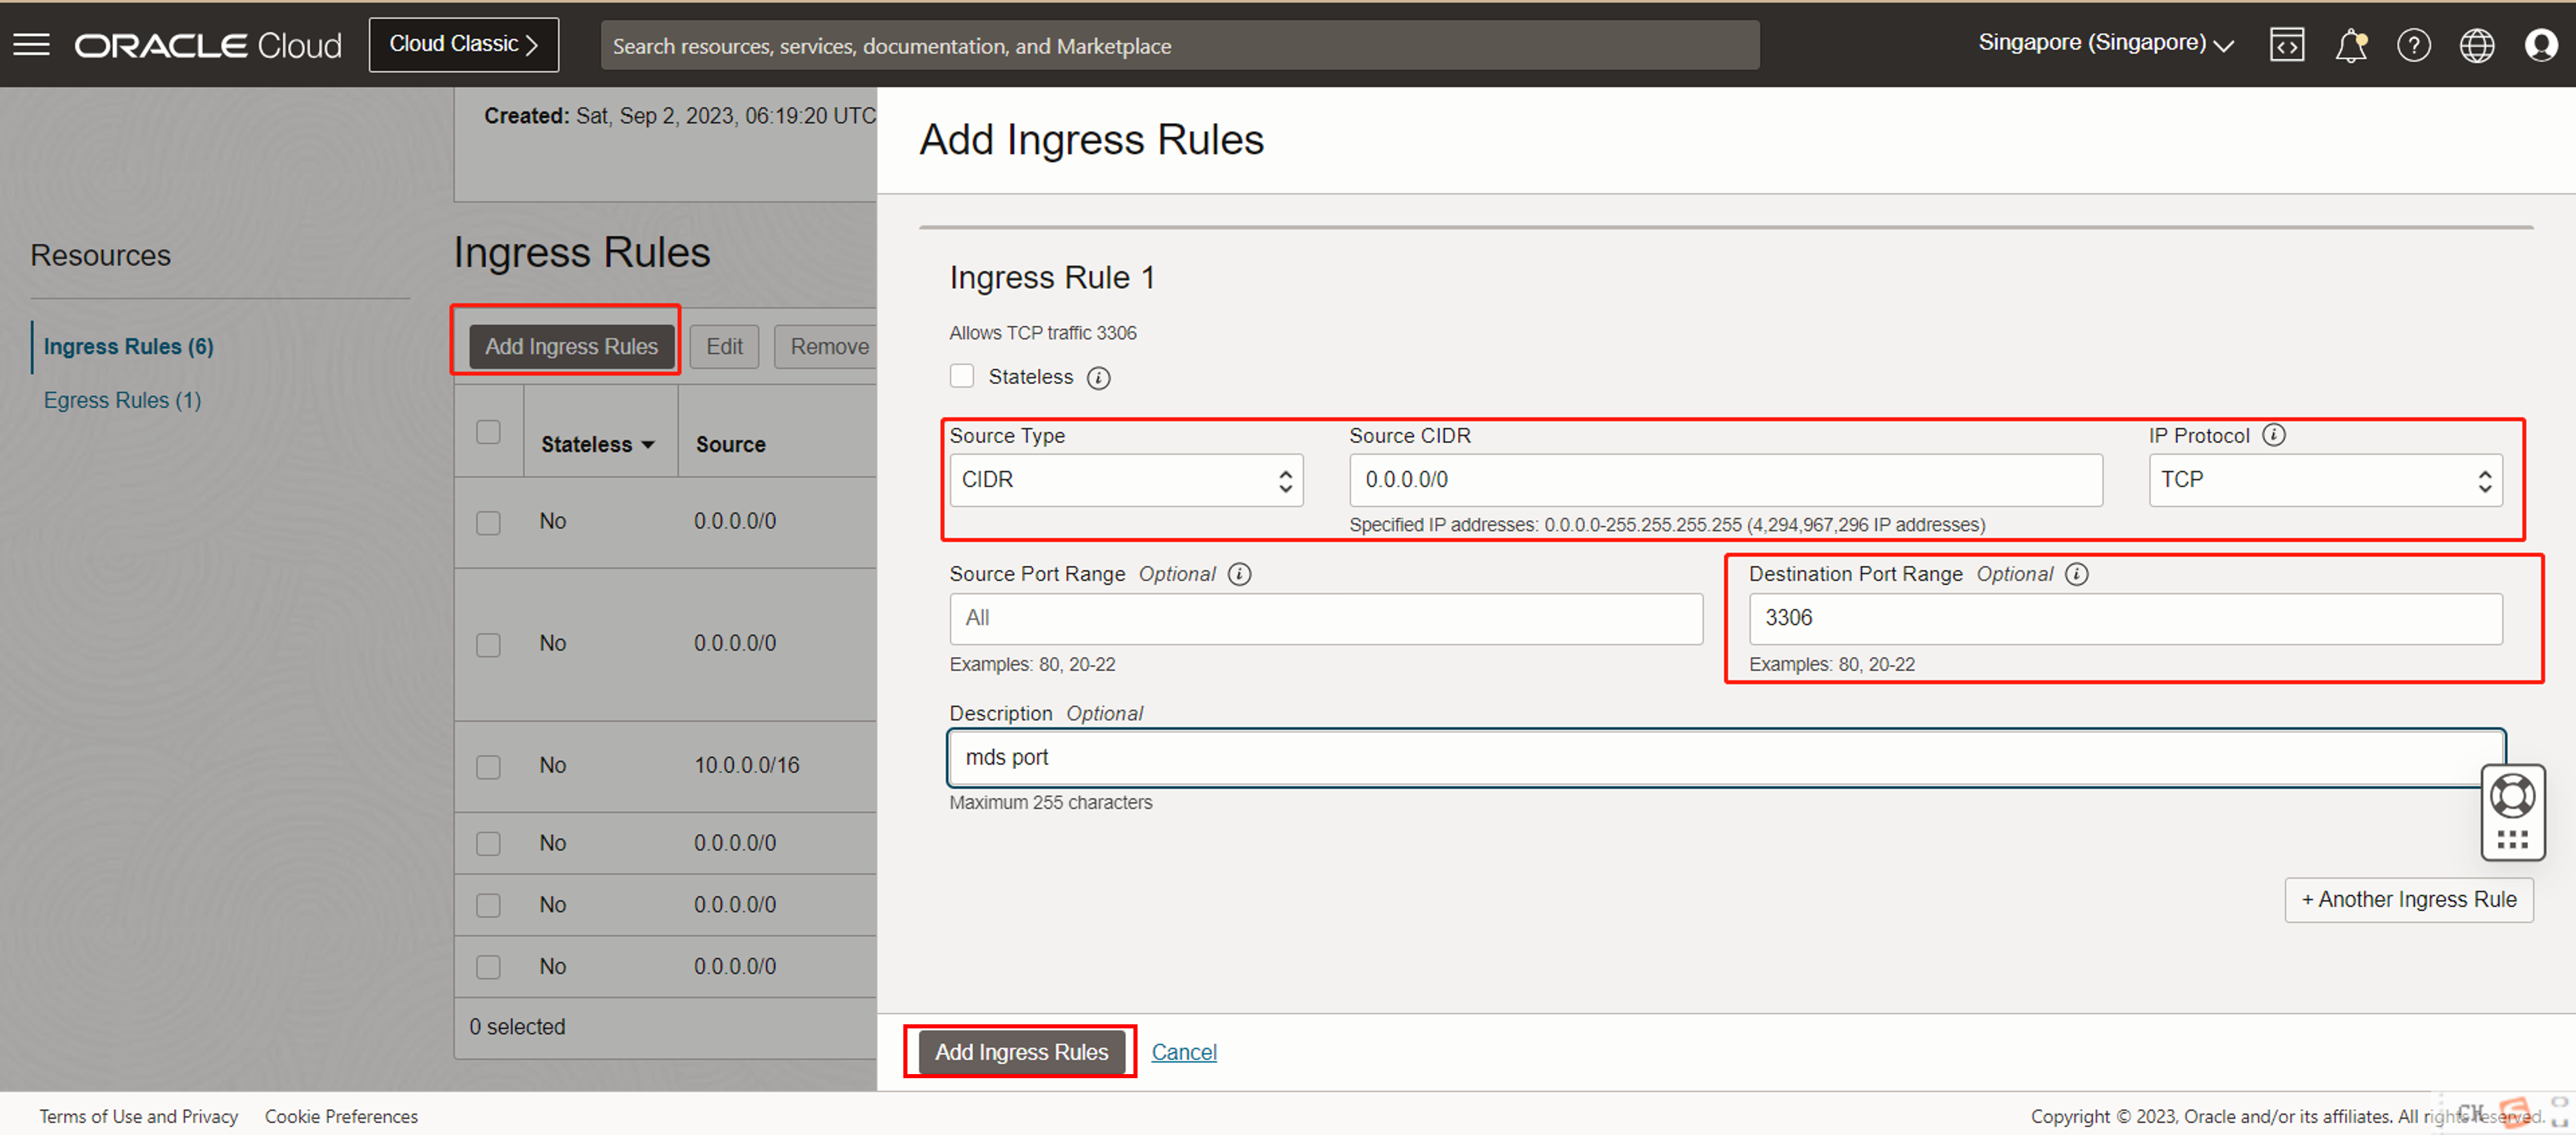 ORACLE Cloud
Cloud Classic
Search resources, services, documentation, and Marketplace
Singapore (Singapore)
Created: Sat, Sep 2, 2023, 06:19:20 UTC
Resources
Ingress Rules (6)
Egress Rules (1)
Ingress Rules
Add Ingress Rules Edit Remove
Stateless Source
No 0.0.0.0/0
No 0.0.0.0/0
No 10.0.0.0/16
No 0.0.0.0/0
No 0.0.0.0/0
No 0.0.0.0/0
0 selected
Add Ingress Rules
Ingress Rule 1
Allows TCP traffic 3306
Stateless
Source Type Source CIDR IP Protocol
CIDR 0.0.0.0/0 TCP
Specified IP addresses: 0.0.0.0-255.255.255.255 (4,294,967,296 IP addresses)
Source Port Range Optional Destination Port Range Optional
All 3306
Examples: 80, 20-22 Examples: 80, 20-22
Description Optional
mds port
Maximum 255 characters
+ Another Ingress Rule
Add Ingress Rules Cancel
Terms of Use and Privacy Cookie Preferences
Copyright © 2023, Oracle and/or its affiliates. All rights reserved.